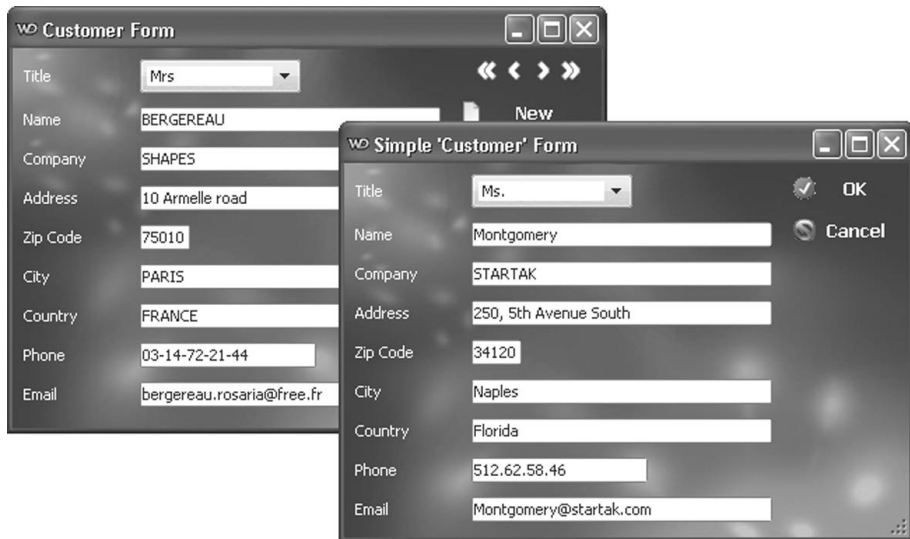 WD Customer Form
Title Mrs
Name BERGEREAU New
Company SHAPES
Address 10 Armelle road
Zip Code 75010
City PARIS
Country FRANCE
Phone 03-14-72-21-44
Email bergereau.rosaria@free.fr
WD Simple 'Customer' Form
Title Ms. OK
Name Montgomery Cancel
Company STARTAK
Address 250, 5th Avenue South
Zip Code 34120
City Naples
Country Florida
Phone 512.62.58.46
Email Montgomery@startak.com